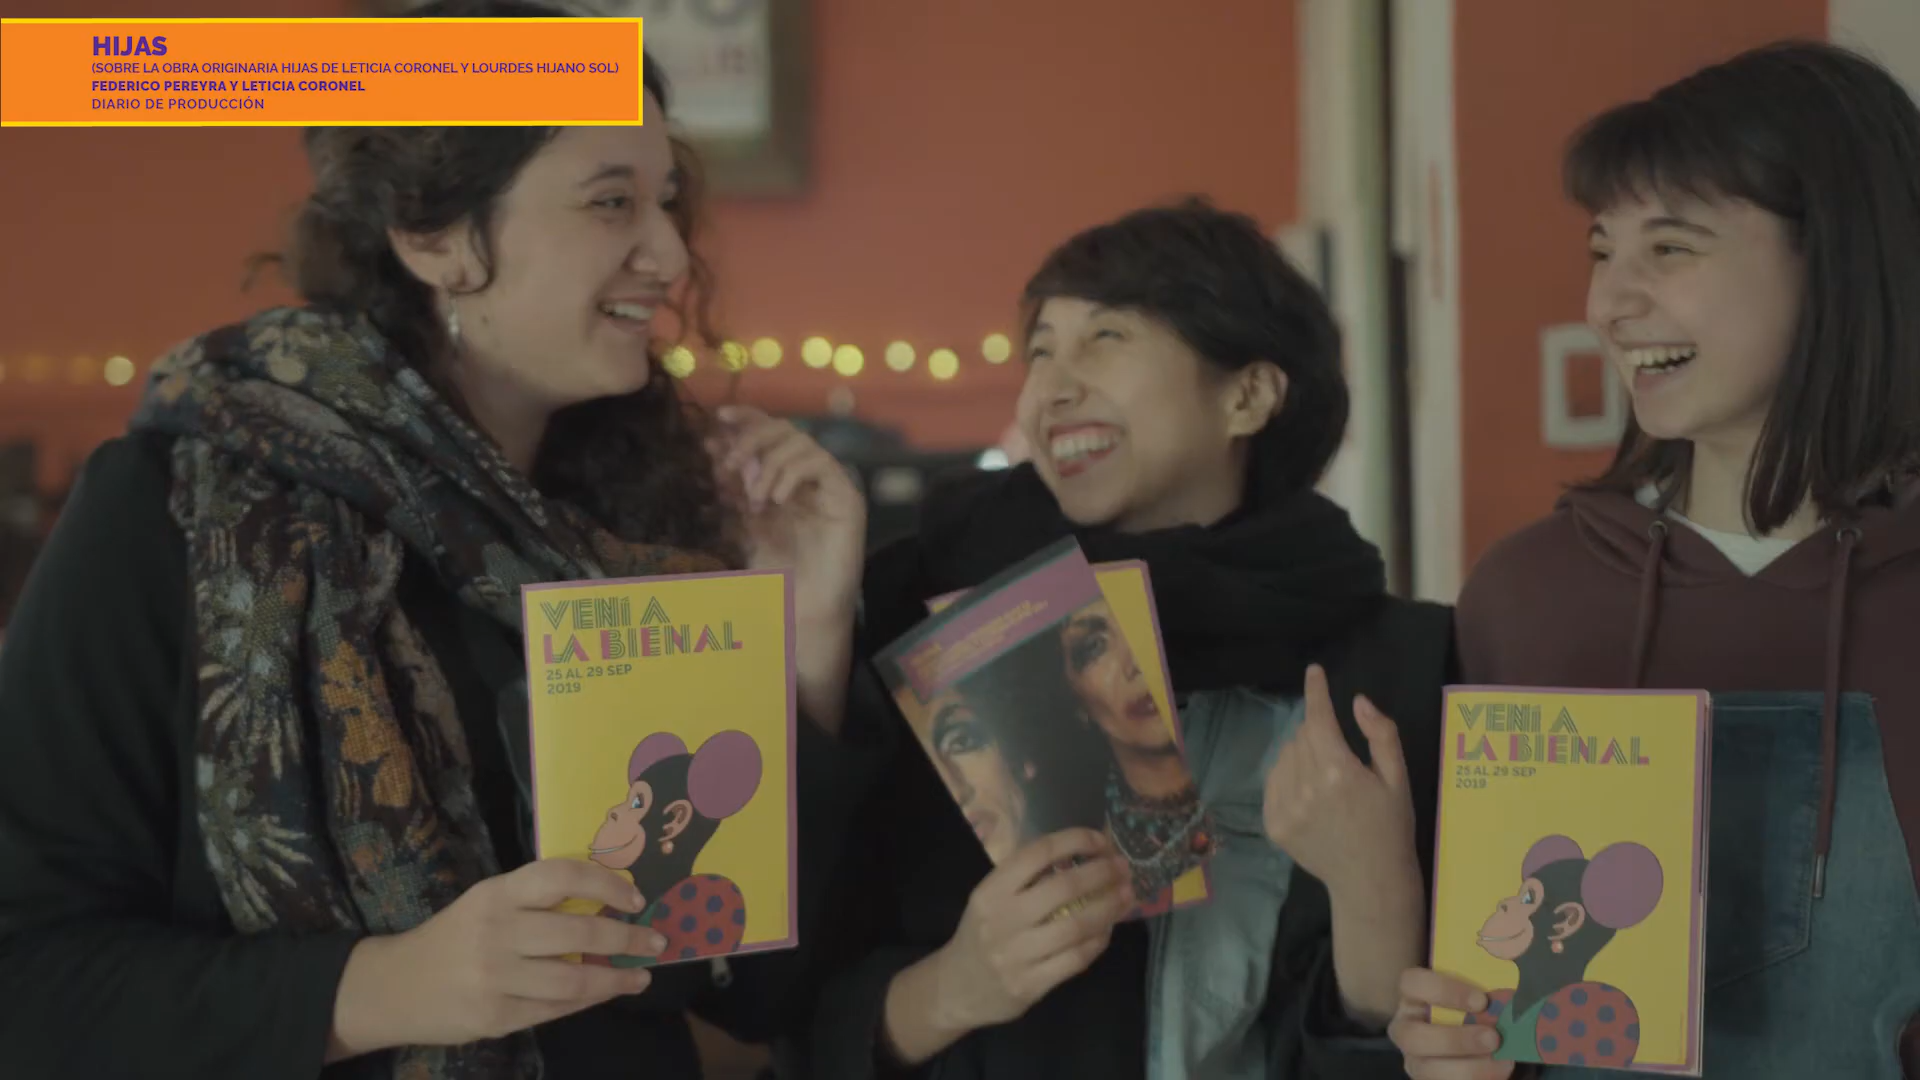 HIJAS
(SOBRE LA OBRA ORIGINARIA HIJAS DE LETICIA CORONEL Y LOURDES HIJANO SOL)
FEDERICO PEREYRA Y LETICIA CORONEL
DIARIO DE PRODUCCIÓN
VENÍ A
LA BIENAL
25 AL 29 SEP
2019
VENÍ A
LA BIENAL
25 AL 29 SEP
2019